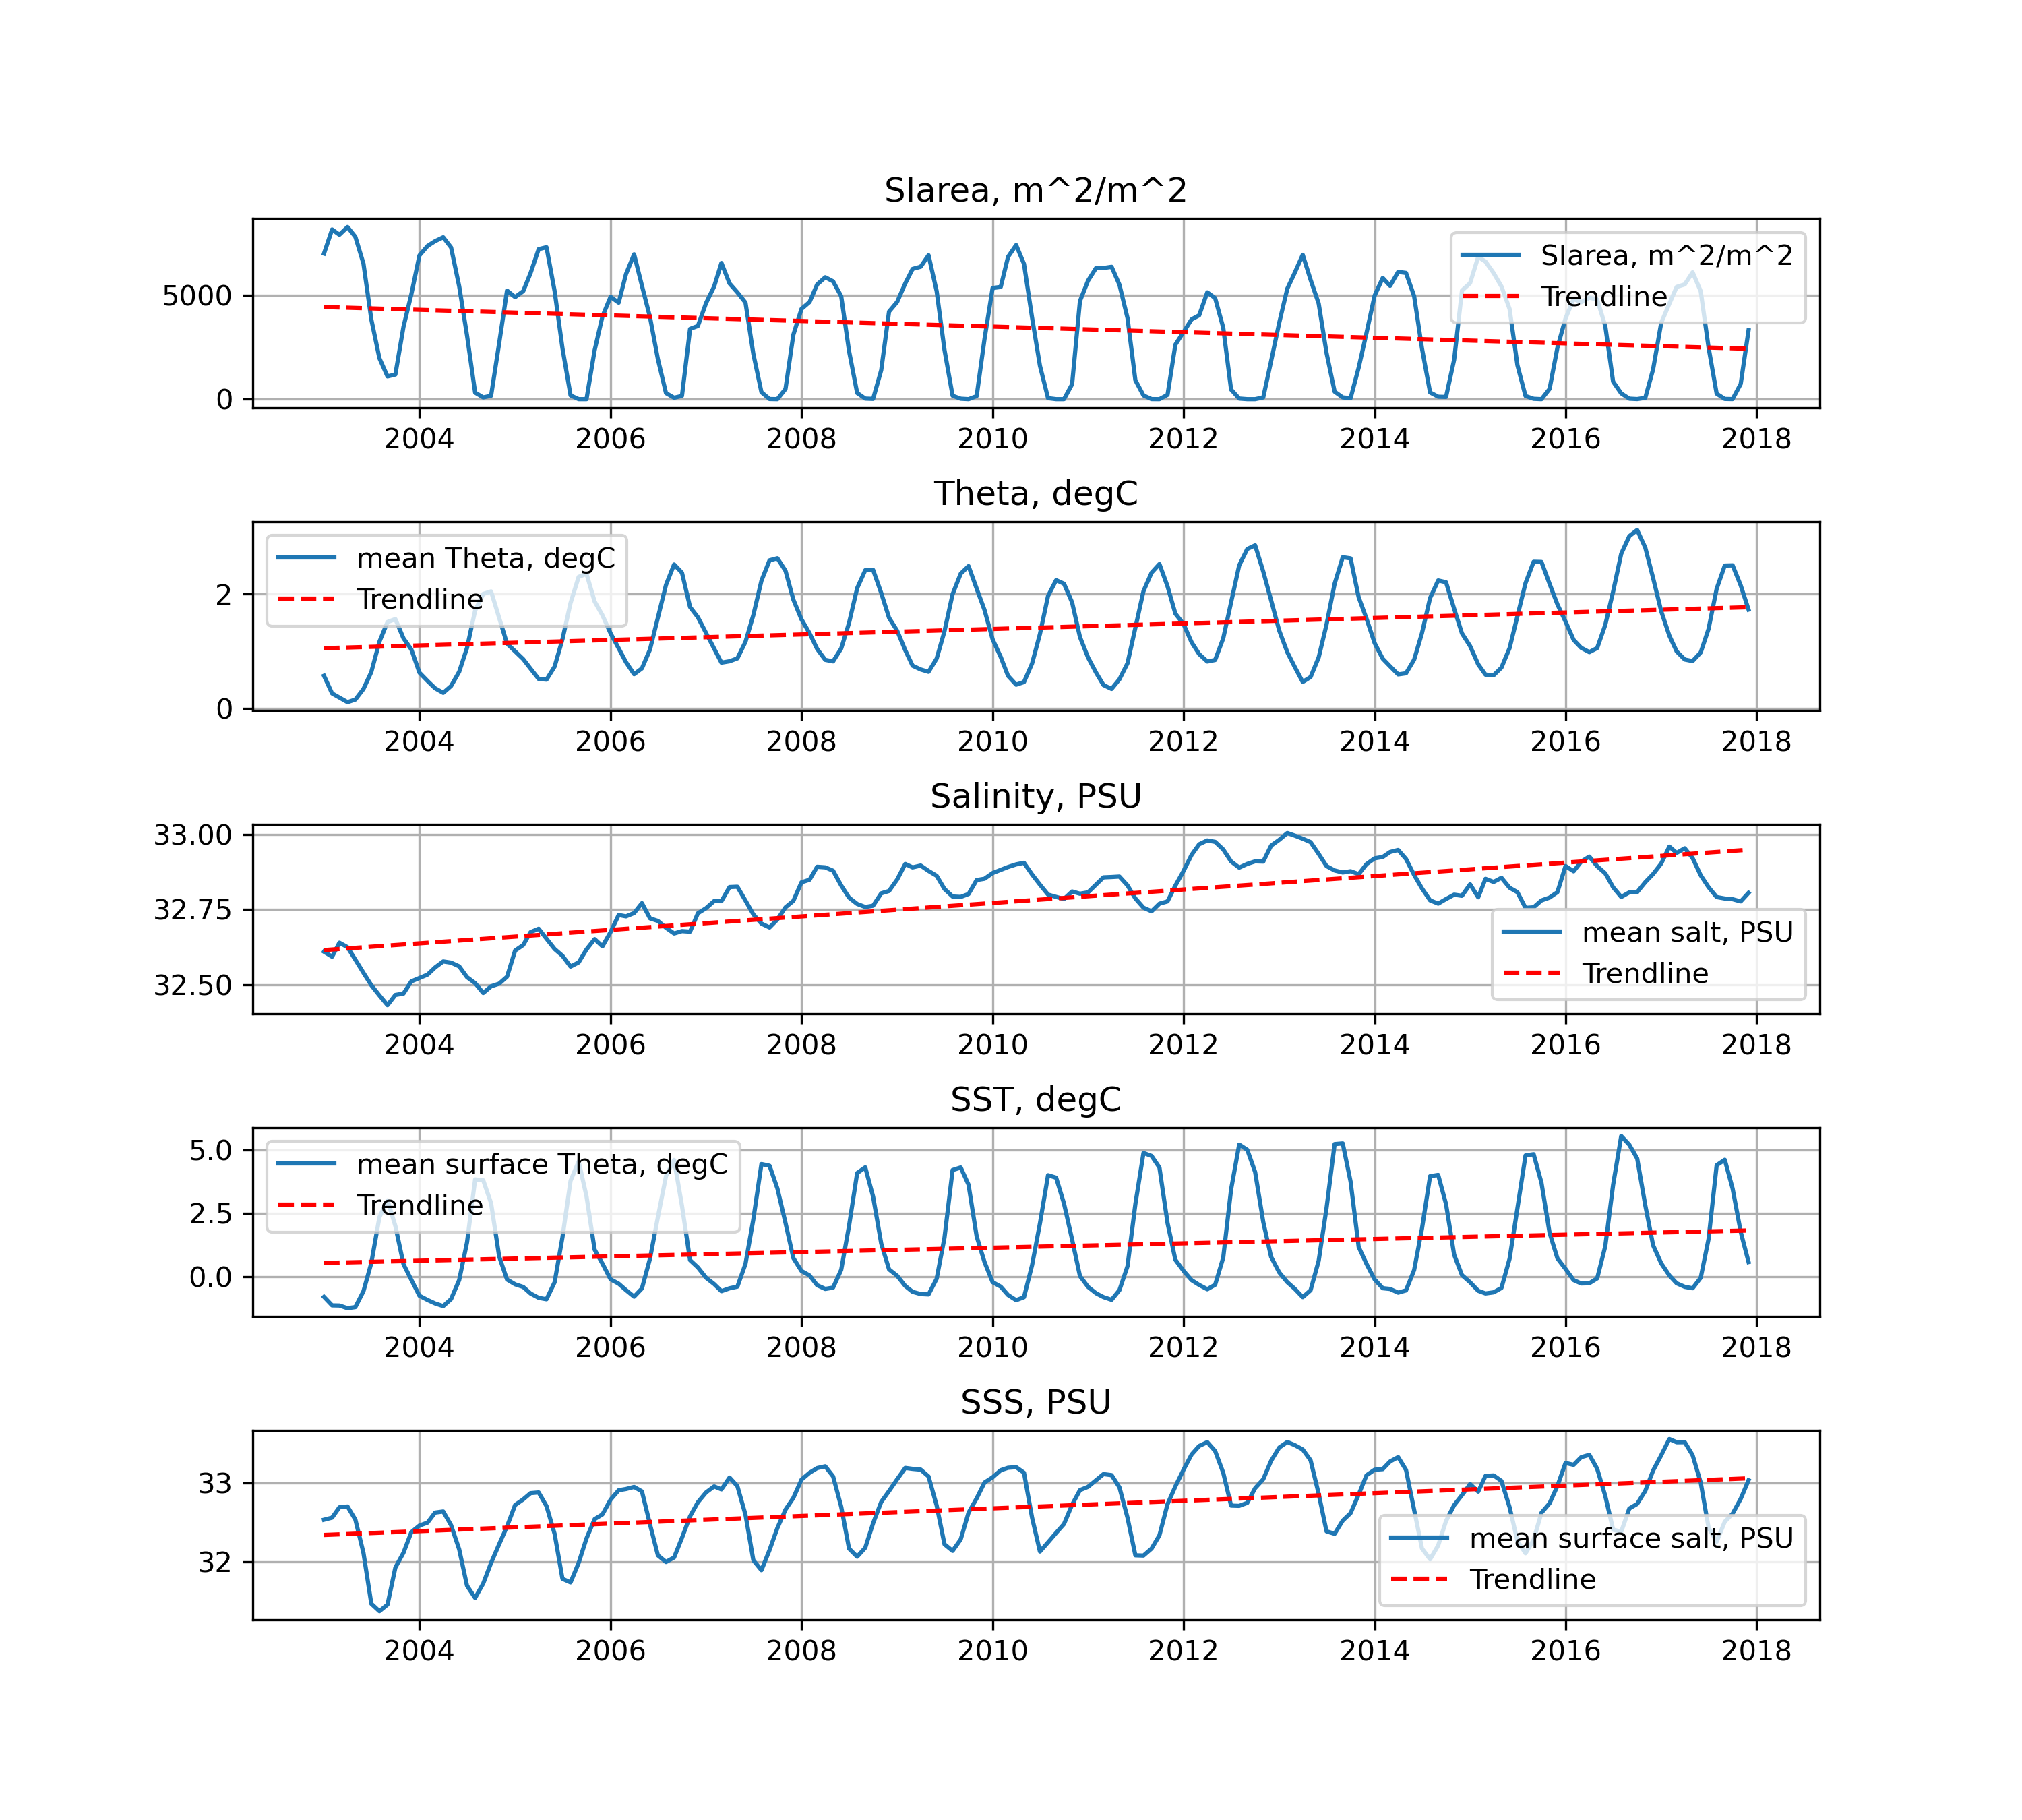 SIarea, m^2/m^2
5000
0
SIarea, m^2/m^2
Trendline
2004 2006 2008 2010 2012 2014 2016 2018
Theta, degC
2
0
mean Theta, degC
Trendline
2004 2006 2008 2010 2012 2014 2016 2018
Salinity, PSU
33.00
32.75
32.50
mean salt, PSU
Trendline
2004 2006 2008 2010 2012 2014 2016 2018
SST, degC
5.0
2.5
0.0
mean surface Theta, degC
Trendline
2004 2006 2008 2010 2012 2014 2016 2018
SSS, PSU
33
32
mean surface salt, PSU
Trendline
2004 2006 2008 2010 2012 2014 2016 2018